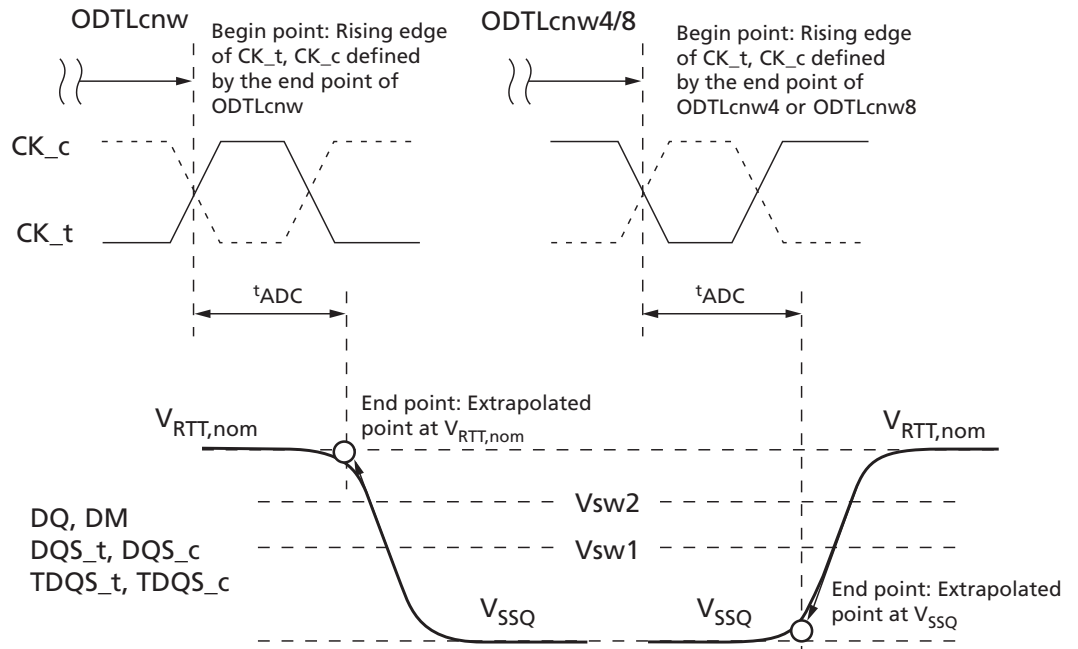 ODTLcnw
Begin point: Rising edge
of CK_t, CK_c defined
by the end point of
ODTLcnw
ODTLcnw4/8
Begin point: Rising edge
of CK_t, CK_c defined
by the end point of
ODTLcnw4 or ODTLcnw8
CK_c
CK_t
tADC
tADC
End point: Extrapolated
point at VRTT,nom
VRTT,nom
VRTT,nom
Vsw2
Vsw1
DQ, DM
DQS_t, DQS_c
TDQS_t, TDQS_c
VSSQ
VSSQ
End point: Extrapolated
point at VSSQ